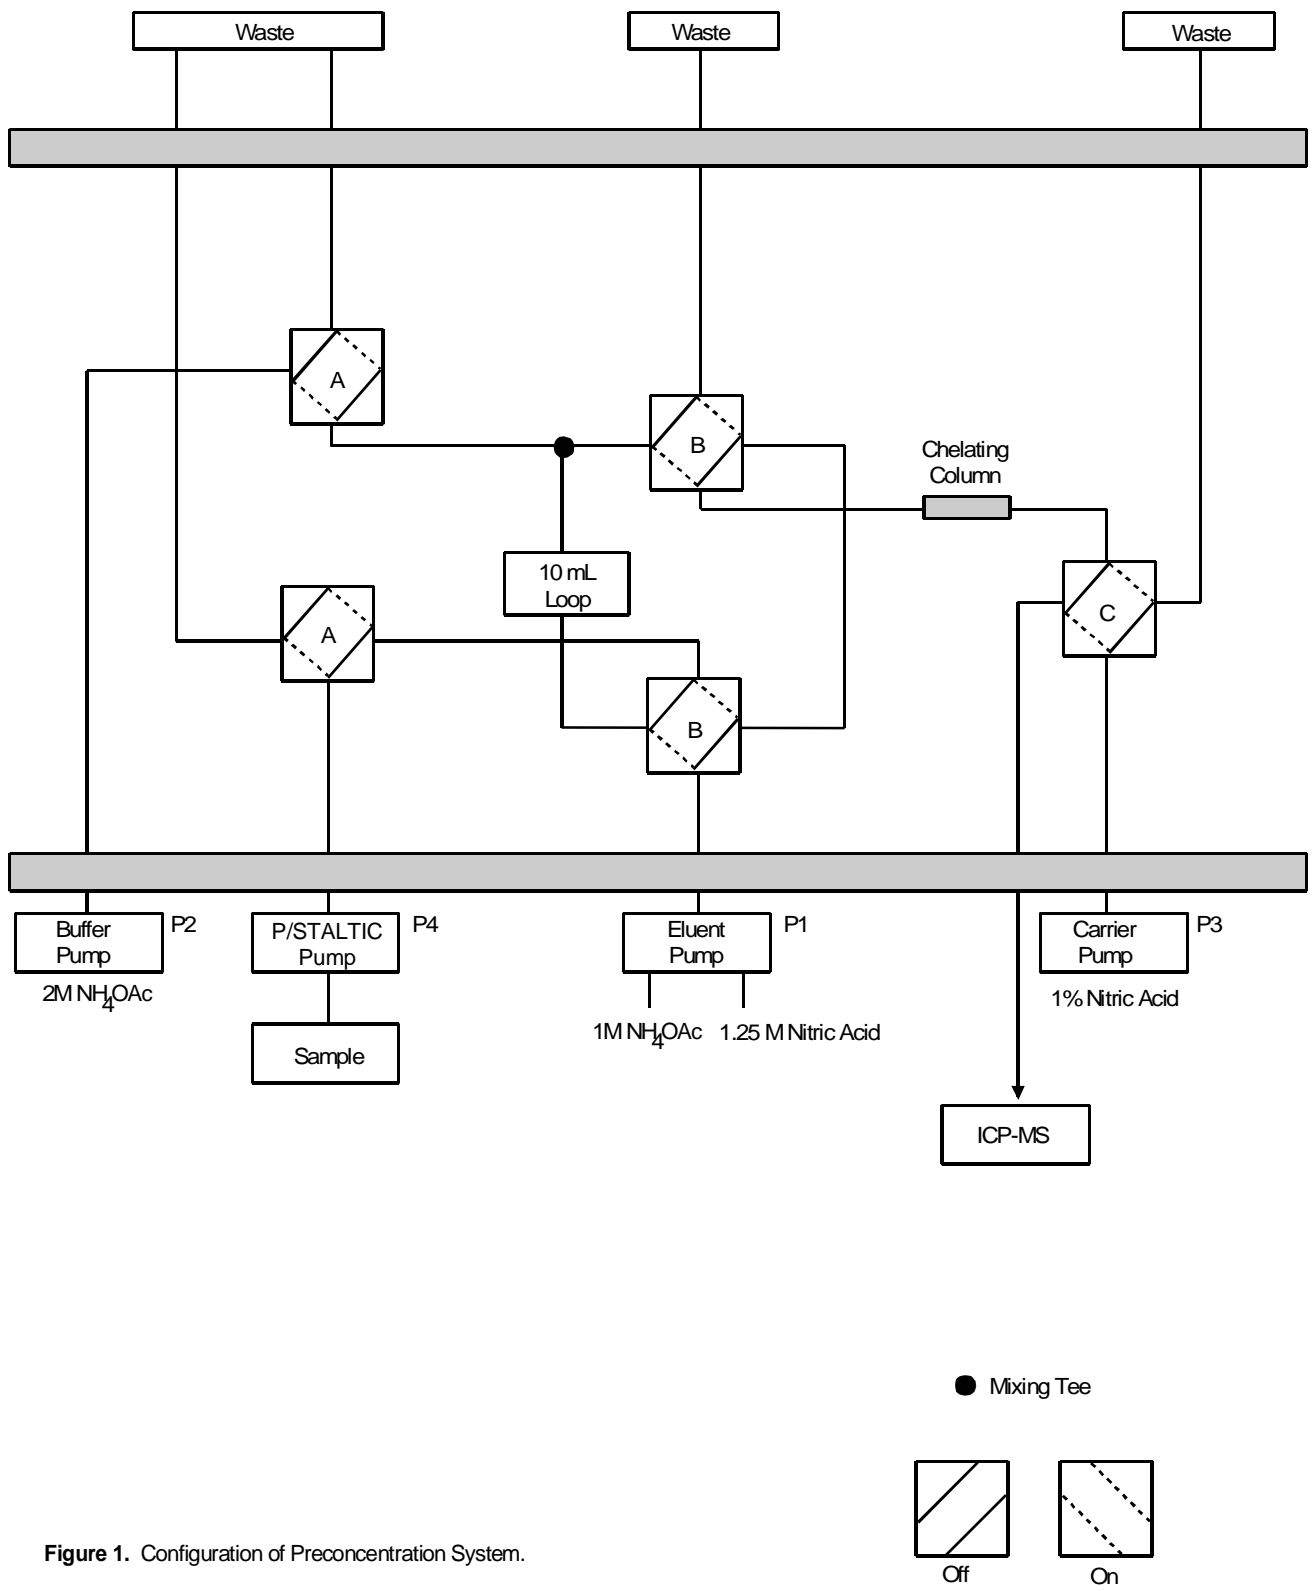 Waste
Waste
Waste
A
B
Chelating
Column
10 mL
Loop
A
C
B
Buffer
Pump
P2
2M NH4OAc
P/STALTIC
Pump
P4
Sample
Eluent
Pump
P1
1M NH4OAc
1.25 M Nitric Acid
Carrier
Pump
P3
1% Nitric Acid
ICP-MS
Mixing Tee
Off
On
Figure 1. Configuration of Preconcentration System.